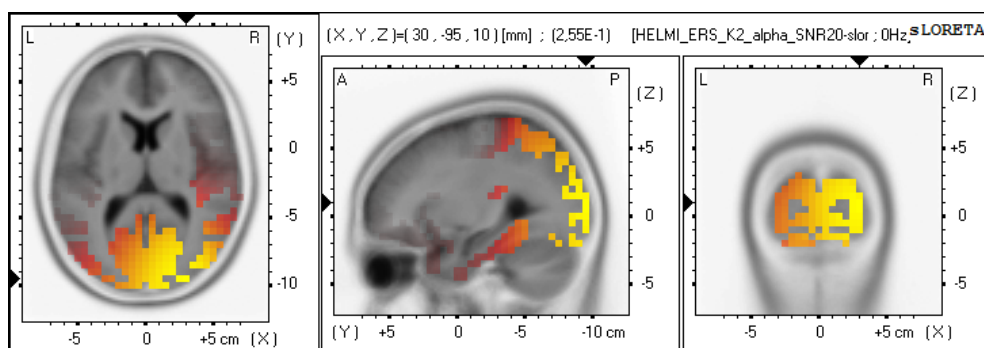 L R (Y) (X,Y,Z)=(30,-95,10)[mm] ; (2,55E-1) [HELMI_ERS_K2_alpha_SNR20-slor ; 0Hz, sLORETA
+5
0
-5
-10
-5 0 +5 cm (X)
A P (Z)
+5
0
-5
(Y) +5 0 -5 -10 cm
L R (Z)
+5
0
-5
-5 0 +5 cm (X)